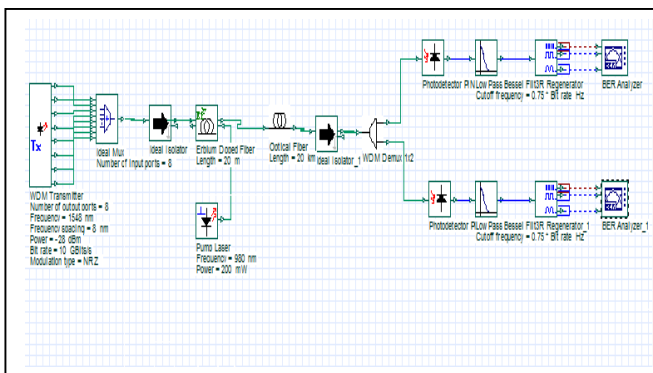 Photodetector PIN
Low Pass Bessel Filt
3R Regenerator
BER Analyzer
Cutoff frequency = 0.75 * Bit rate Hz
Tx
Ideal Mux
Number of input ports = 8
Ideal Isolator
Erbium Doped Fiber
Length = 20 m
Optical Fiber
Length = 20 km
Ideal Isolator_1
WDM Demux 1x2
WDM Transmitter
Number of output ports = 8
Frequency = 1548 nm
Frequency spacing = 8 nm
Power = -28 dBm
Bit rate = 10 GBits/s
Modulation type = NRZ
Pump Laser
Frequency = 980 nm
Power = 200 mW
Photodetector P
Low Pass Bessel Filt
3R Regenerator_1
BER Analyzer_1
Cutoff frequency = 0.75 * Bit rate Hz